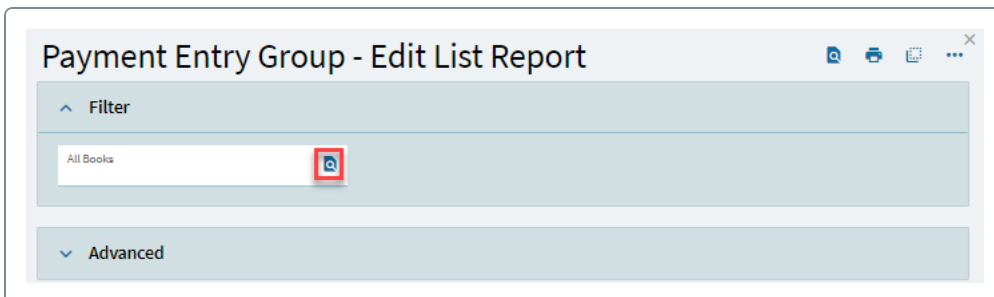 Payment Entry Group - Edit List Report
Filter
All Books
Advanced